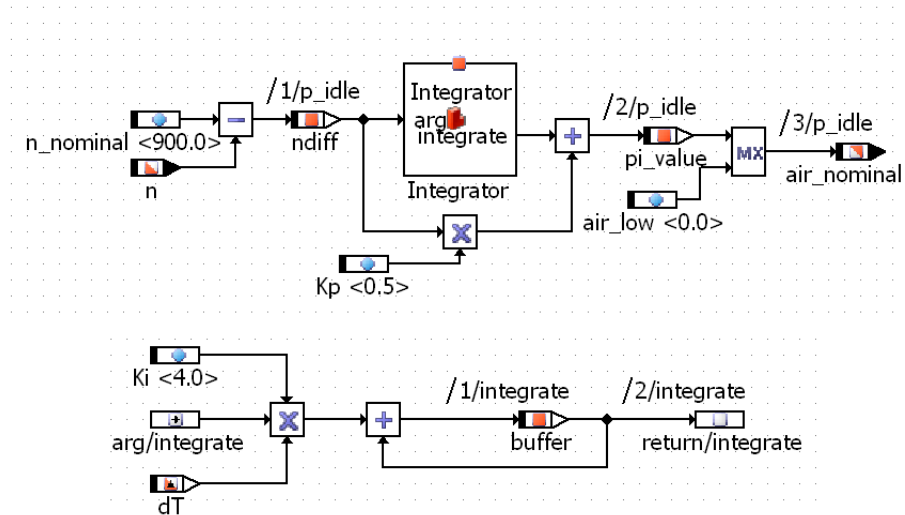 /1/p_idle
Integrator
/2/p_idle
/3/p_idle
arg
integrate
n_nominal <900.0>
ndiff
pi_value
MX
n
Integrator
air_nominal
air_low <0.0>
Kp <0.5>
Ki <4.0>
/1/integrate
/2/integrate
arg/integrate
buffer
return/integrate
dT